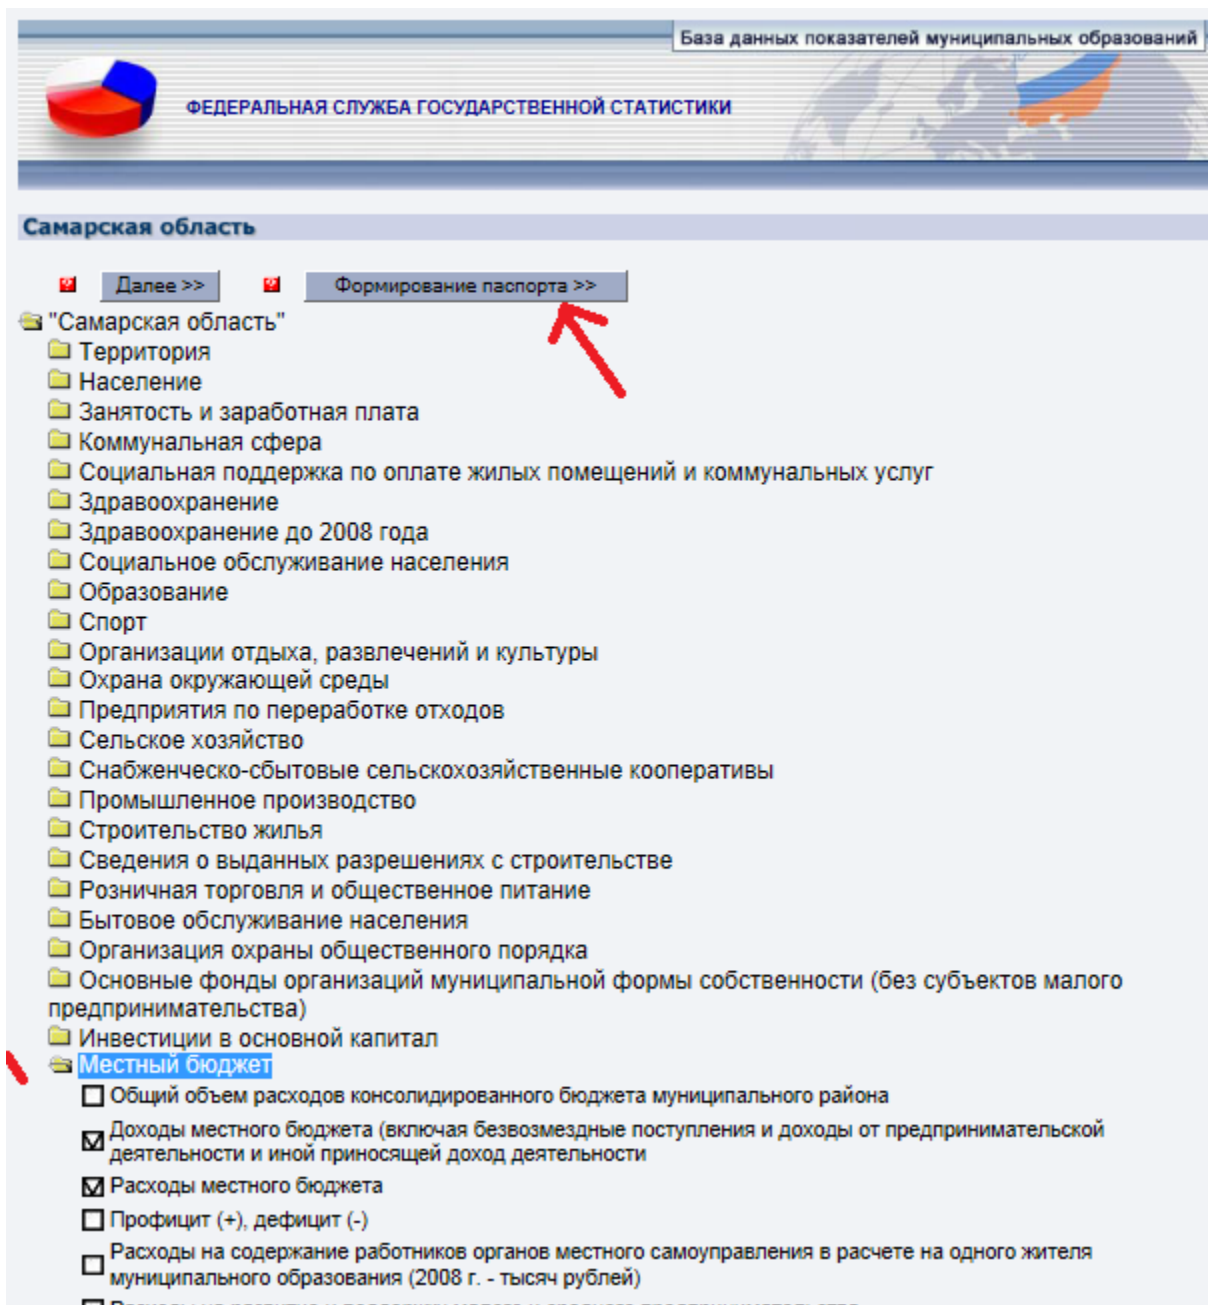 База данных показателей муниципальных образований
ФЕДЕРАЛЬНАЯ СЛУЖБА ГОСУДАРСТВЕННОЙ СТАТИСТИКИ
Самарская область
? Далее >> ? Формирование паспорта >>
"Самарская область"
Территория
Население
Занятость и заработная плата
Коммунальная сфера
Социальная поддержка по оплате жилых помещений и коммунальных услуг
Здравоохранение
Здравоохранение до 2008 года
Социальное обслуживание населения
Образование
Спорт
Организации отдыха, развлечений и культуры
Охрана окружающей среды
Предприятия по переработке отходов
Сельское хозяйство
Снабженческо-сбытовые сельскохозяйственные кооперативы
Промышленное производство
Строительство жилья
Сведения о выданных разрешениях с строительстве
Розничная торговля и общественное питание
Бытовое обслуживание населения
Организация охраны общественного порядка
Основные фонды организаций муниципальной формы собственности (без субъектов малого
предпринимательства)
Инвестиции в основной капитал
Местный бюджет
Общий объем расходов консолидированного бюджета муниципального района
Доходы местного бюджета (включая безвозмездные поступления и доходы от предпринимательской
деятельности и иной приносящей доход деятельности
Расходы местного бюджета
Профицит (+), дефицит (-)
Расходы на содержание работников органов местного самоуправления в расчете на одного жителя
муниципального образования (2008 г. - тысяч рублей)
Расходы на развитие и поддержку малого и среднего предпринимательства